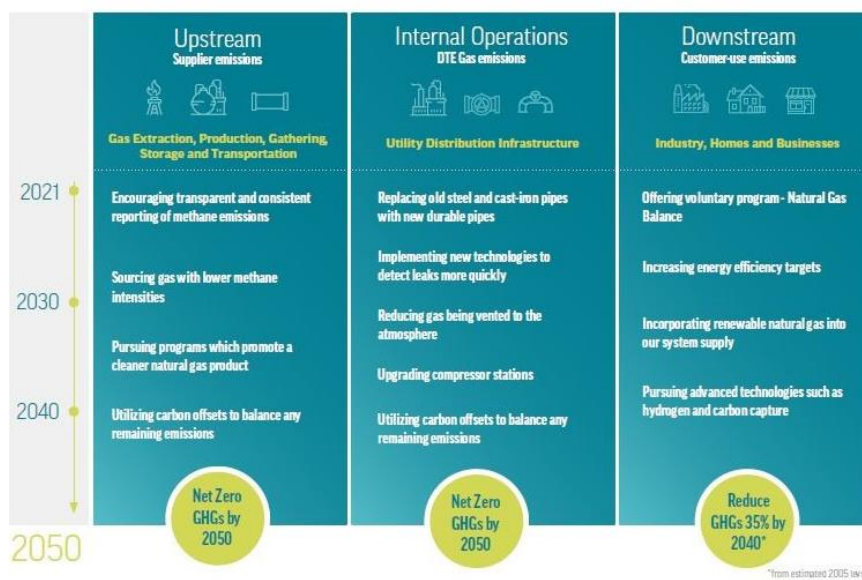 Upstream
Supplier emissions
Gas Extraction, Production, Gathering,
Storage and Transportation
Internal Operations
DTE Gas emissions
Utility Distribution Infrastructure
Downstream
Customer-use emissions
Industry, Homes and Businesses
2021
2030
2040
2050
Encouraging transparent and consistent
reporting of methane emissions
Sourcing gas with lower methane
intensities
Pursuing programs which promote a
cleaner natural gas product
Utilizing carbon offsets to balance any
remaining emissions
Net Zero
GHGs by
2050
Replacing old steel and cast-iron pipes
with new durable pipes
Implementing new technologies to
detect leaks more quickly
Reducing gas being vented to the
atmosphere
Upgrading compressor stations
Utilizing carbon offsets to balance any
remaining emissions
Net Zero
GHGs by
2050
Offering voluntary program- Natural Gas
Balance
Increasing energy efficiency targets
Incorporating renewable natural gas into
our system supply
Pursuing advanced technologies such as
hydrogen and carbon capture
Reduce
GHGs 35% by
2040*
*from estimated 2005